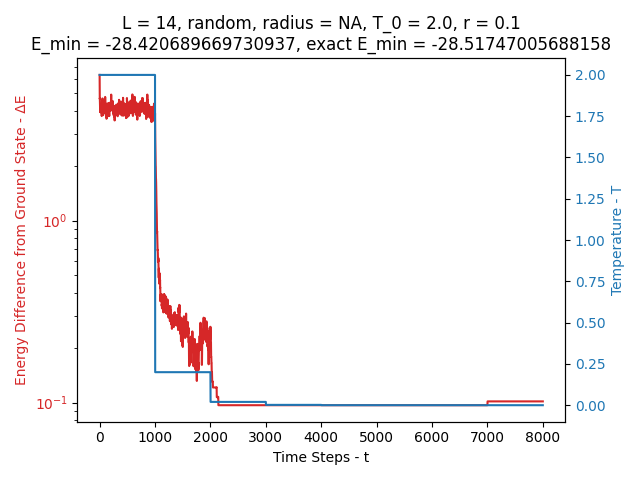 L = 14, random, radius = NA, T_0 = 2.0, r = 0.1
E_min = -28.420689669730937, exact E_min = -28.51747005688158
Energy Difference from Ground State - ΔE
10⁰
10⁻¹
2.00
1.75
1.50
1.25
1.00
0.75
0.50
0.25
0.00
Temperature - T
0 1000 2000 3000 4000 5000 6000 7000 8000
Time Steps - t